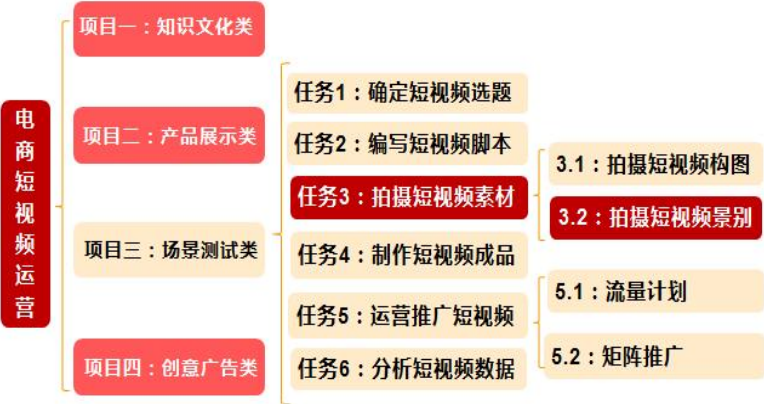 电商短视频运营
项目一：知识文化类
项目二：产品展示类
项目三：场景测试类
项目四：创意广告类
任务1：确定短视频选题
任务2：编写短视频脚本
任务3：拍摄短视频素材
任务4：制作短视频成品
任务5：运营推广短视频
任务6：分析短视频数据
3.1：拍摄短视频构图
3.2：拍摄短视频景别
5.1：流量计划
5.2：矩阵推广